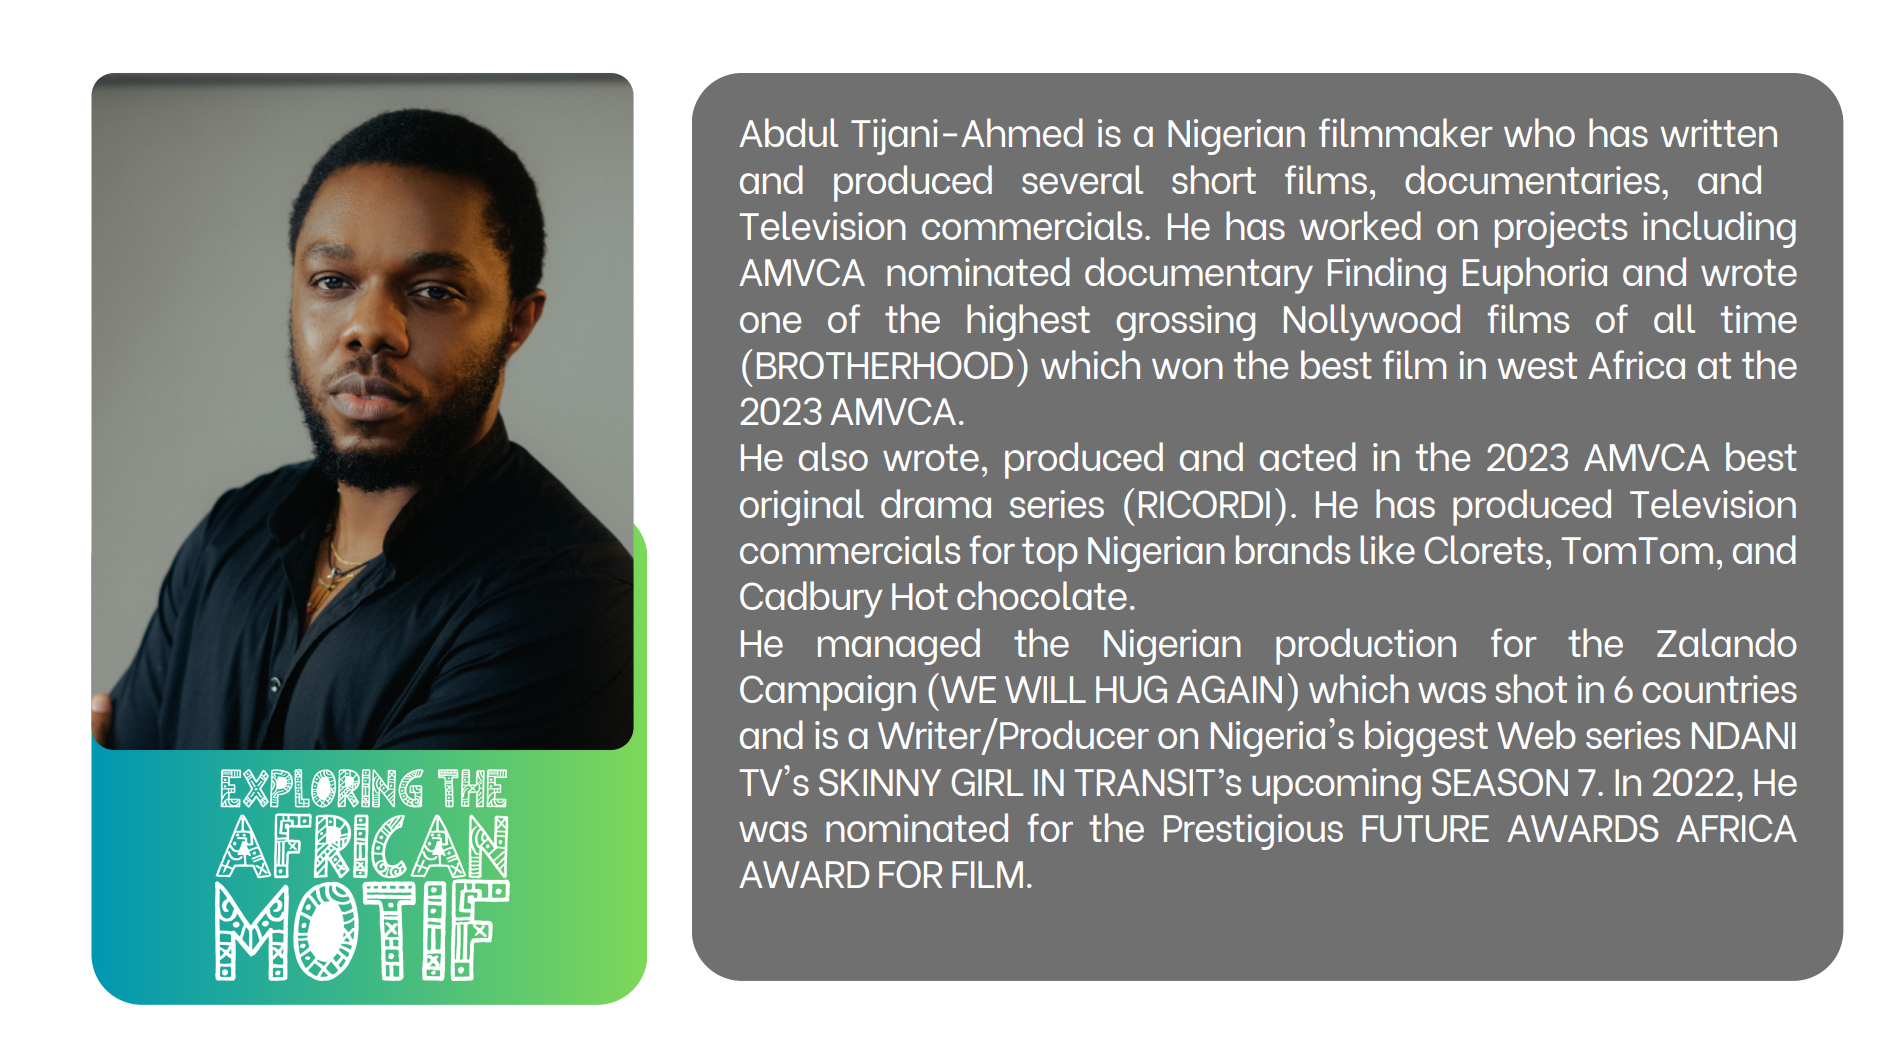 EXPLORING THE
AFRICAN
MOTIF
Abdul Tijani-Ahmed is a Nigerian filmmaker who has written
and produced several short films, documentaries, and
Television commercials. He has worked on projects including
AMVCA nominated documentary Finding Euphoria and wrote
one of the highest grossing Nollywood films of all time
(BROTHERHOOD) which won the best film in west Africa at the
2023 AMVCA.
He also wrote, produced and acted in the 2023 AMVCA best
original drama series (RICORDI). He has produced Television
commercials for top Nigerian brands like Clorets, TomTom, and
Cadbury Hot chocolate.
He managed the Nigerian production for the Zalando
Campaign (WE WILL HUG AGAIN) which was shot in 6 countries
and is a Writer/Producer on Nigeria’s biggest Web series NDANI
TV’s SKINNY GIRL IN TRANSIT’s upcoming SEASON 7. In 2022, He
was nominated for the Prestigious FUTURE AWARDS AFRICA
AWARD FOR FILM.